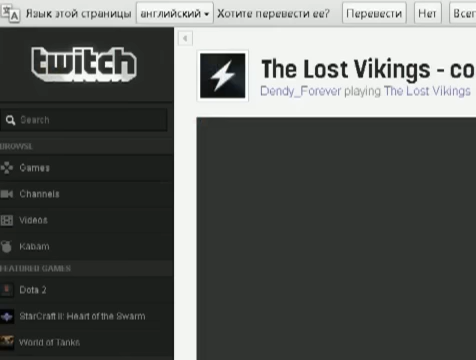 Язык этой страницы английский Хотите перевести ее? Перевести Нет
twitch
The Lost Vikings - co
Dendy_Forever playing The Lost Vikings
Search
BROWSE
Games
Channels
Videos
Kabam
FEATURED GAMES
Dota 2
StarCraft II: Heart of the Swarm
World of Tanks